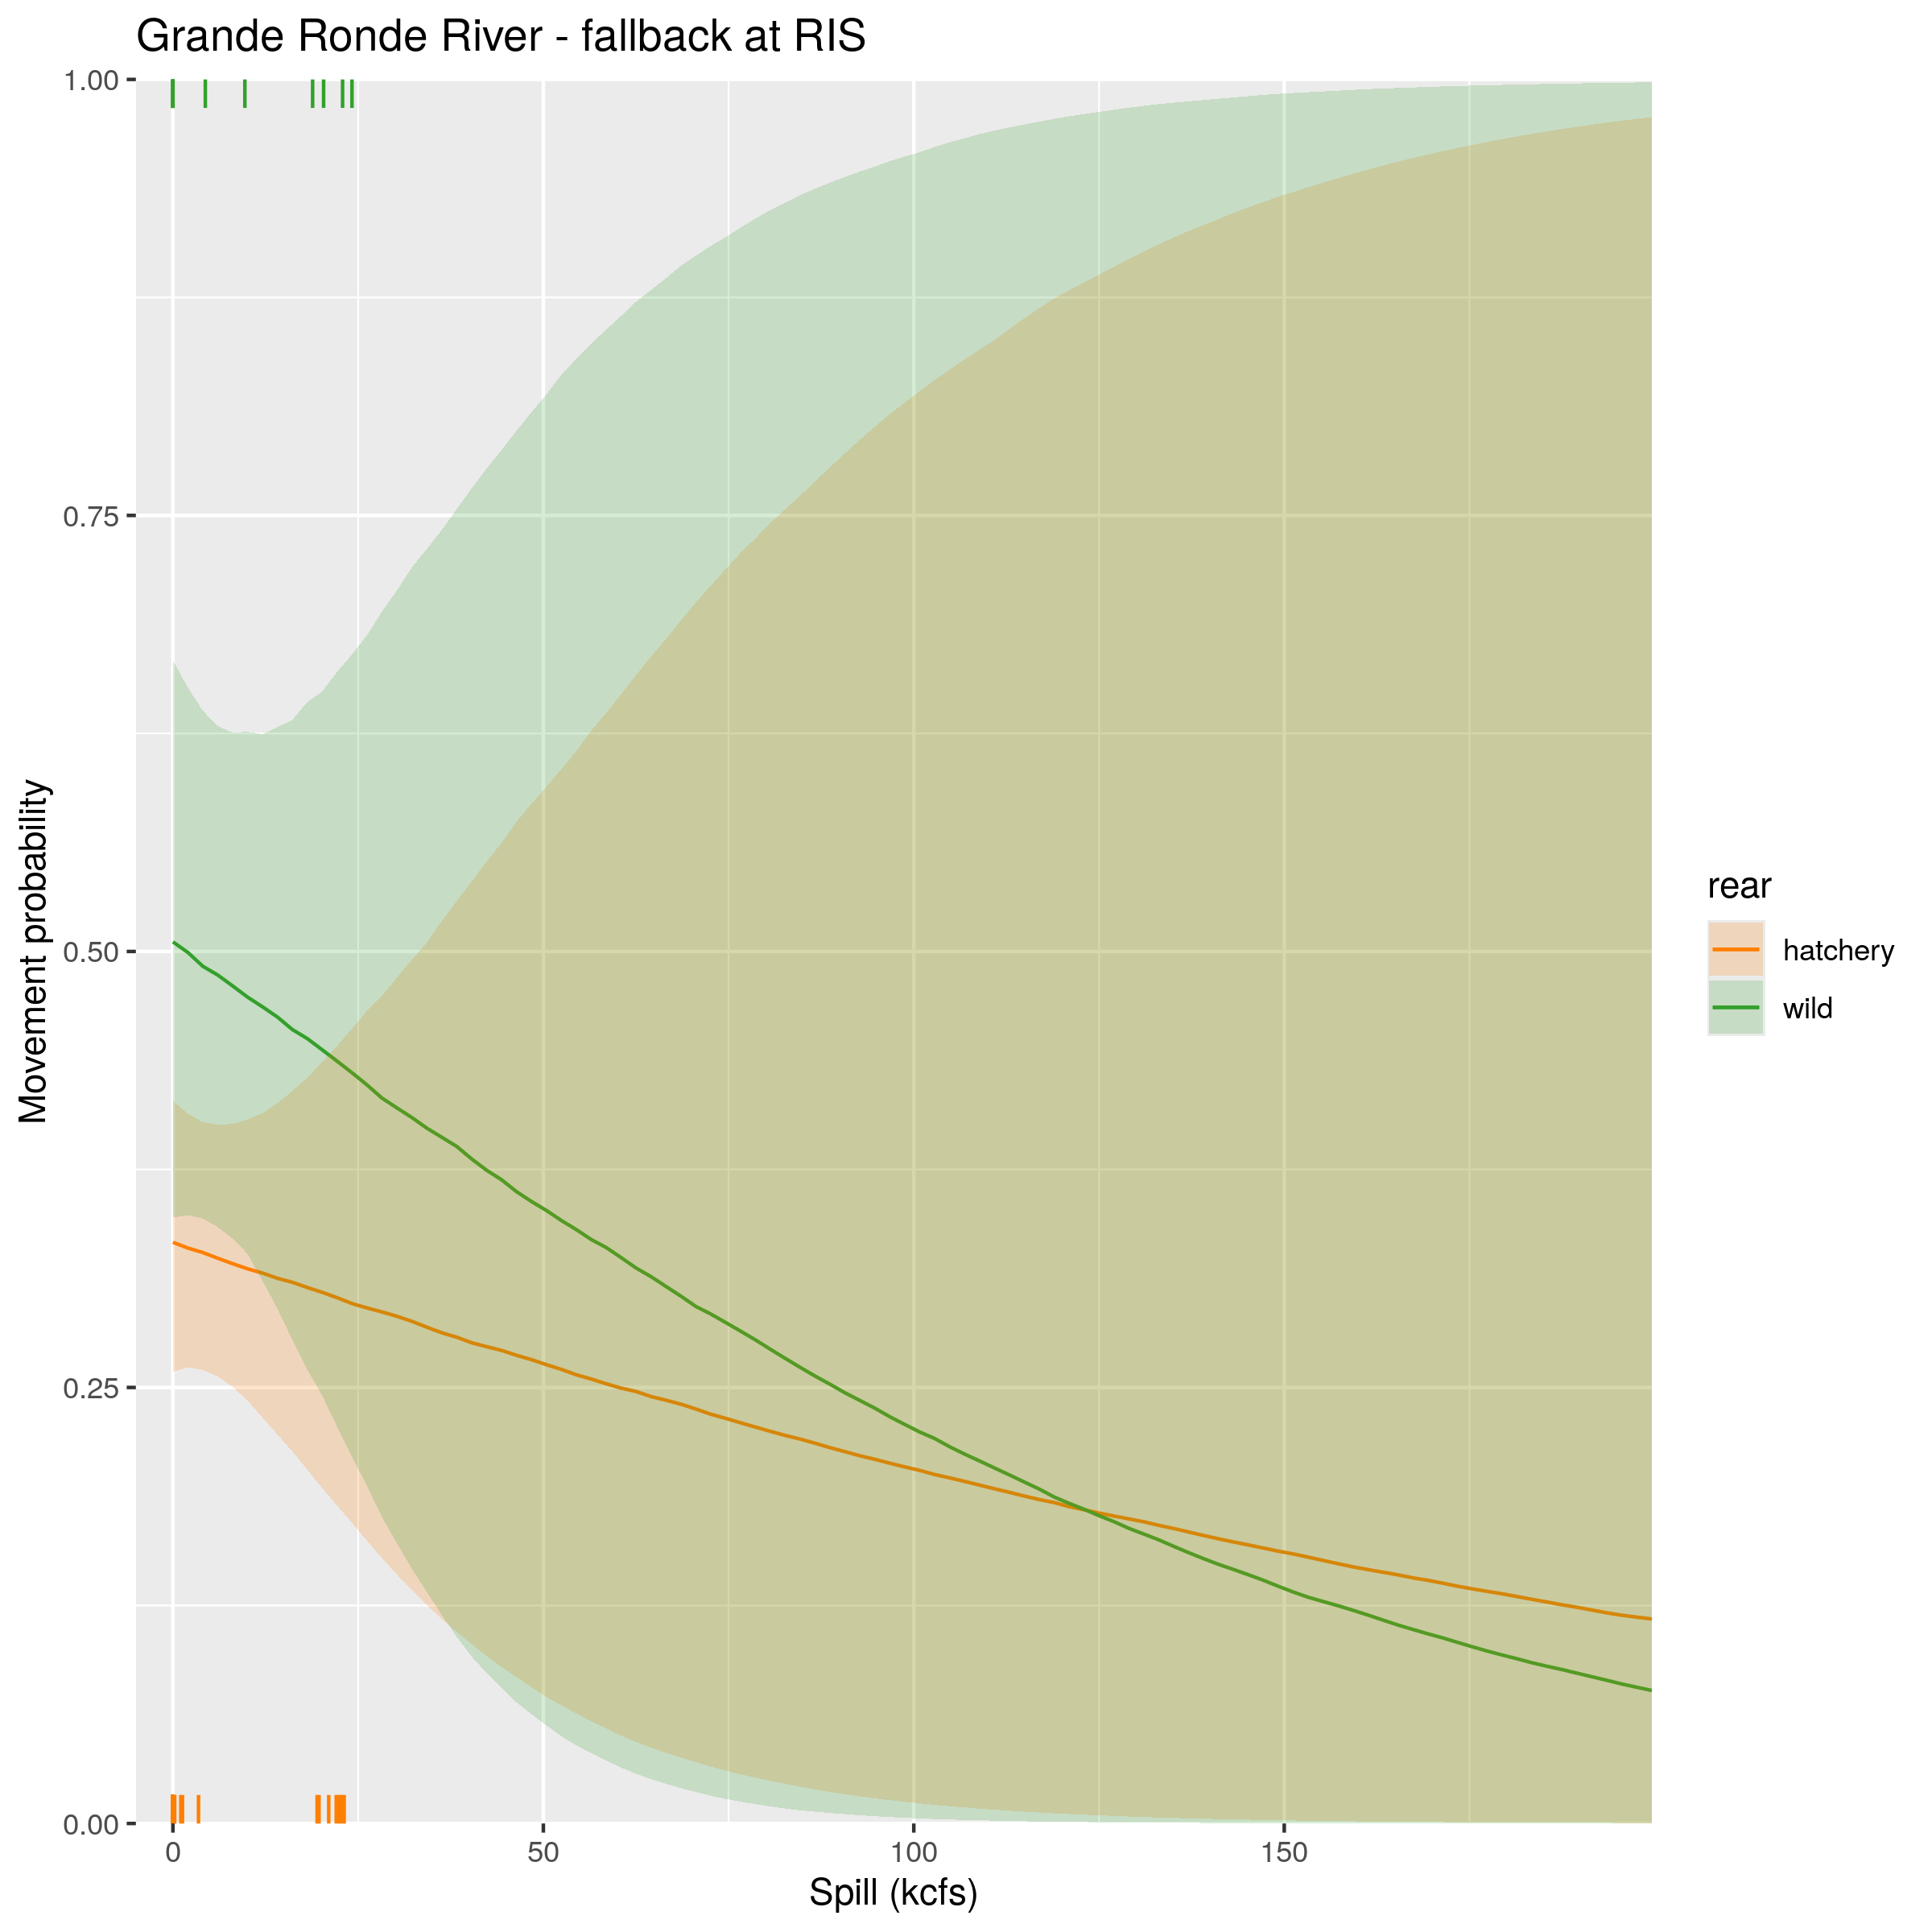 Grande Ronde River - fallback at RIS
1.00
0.75
0.50
0.25
0.00
Movement probability
0
50
100
150
Spill (kcfs)
rear
hatchery
wild